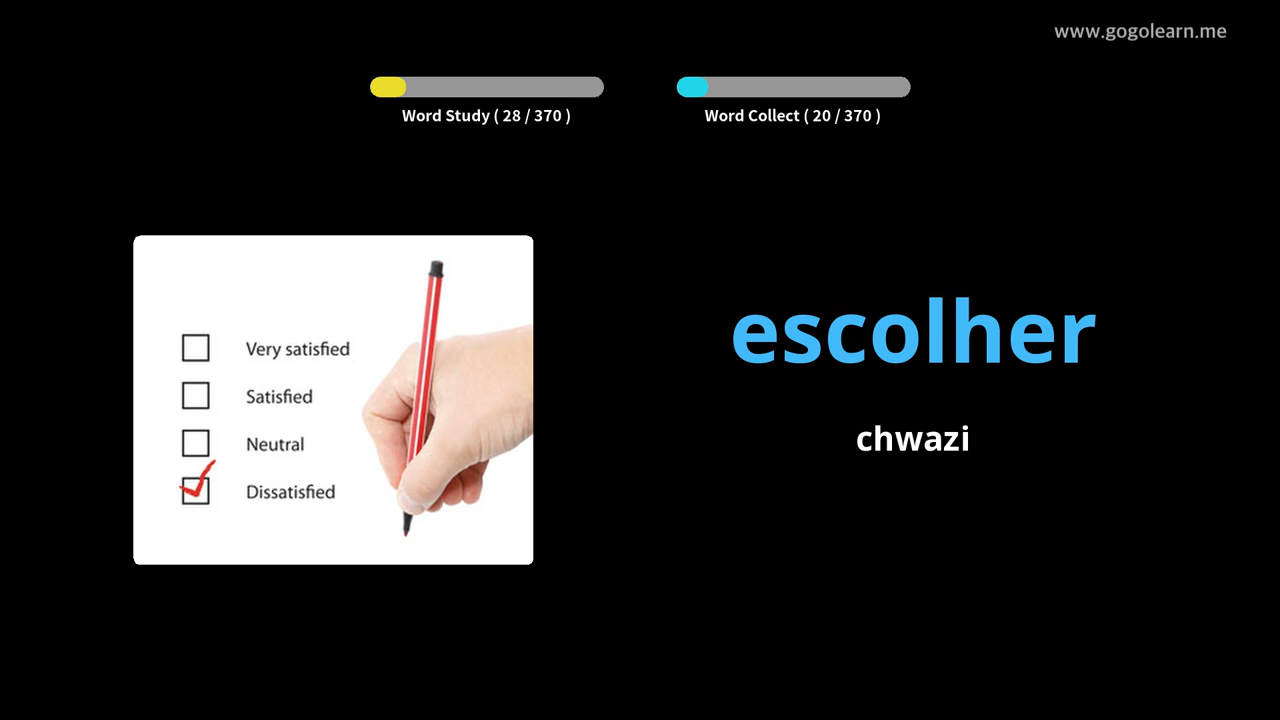 www.gogolearn.me
Word Study ( 28 / 370 )
Word Collect ( 20 / 370 )
Very satisfied
Satisfied
Neutral
Dissatisfied
escolher
chwazi